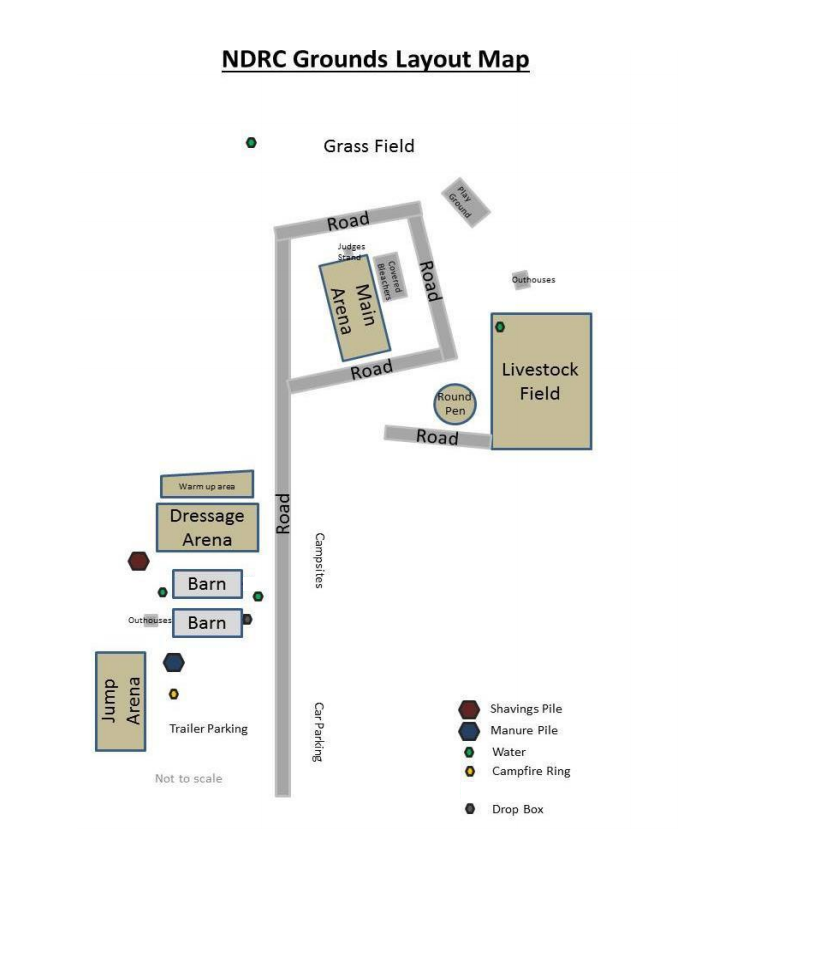 NDRC Grounds Layout Map
Grass Field
Play
Ground
Road
Judges
Stand
Covered
Bleachers
Road
Main
Arena
Outhouses
Road
Livestock
Field
Round
Pen
Road
Warm up area
Road
Dressage
Arena
Campsites
Barn
Outhouses
Barn
Jump
Arena
Trailer Parking
Car Parking
Not to scale
Shavings Pile
Manure Pile
Water
Campfire Ring
Drop Box